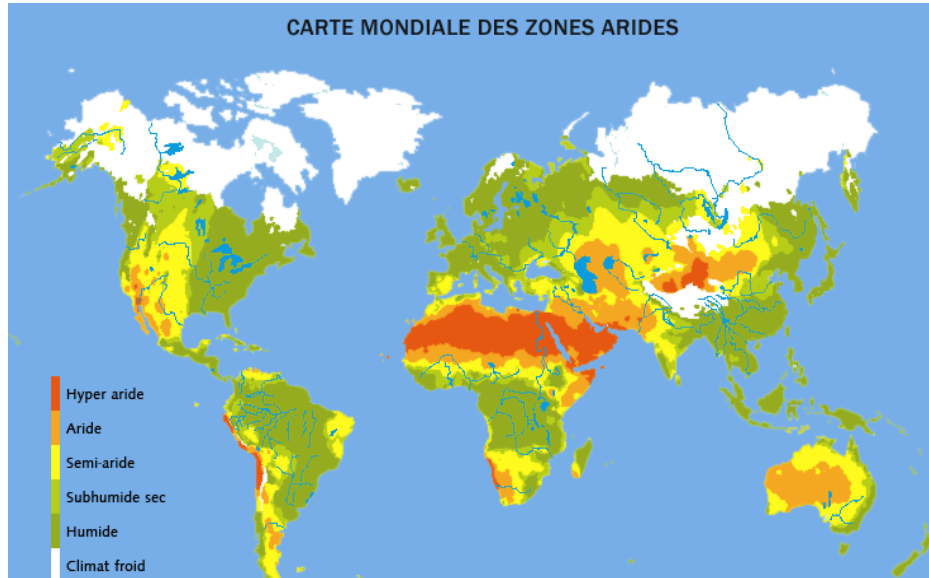 CARTE MONDIALE DES ZONES ARIDES
Hyper aride
Aride
Semi-aride
Subhumide sec
Humide
Climat froid